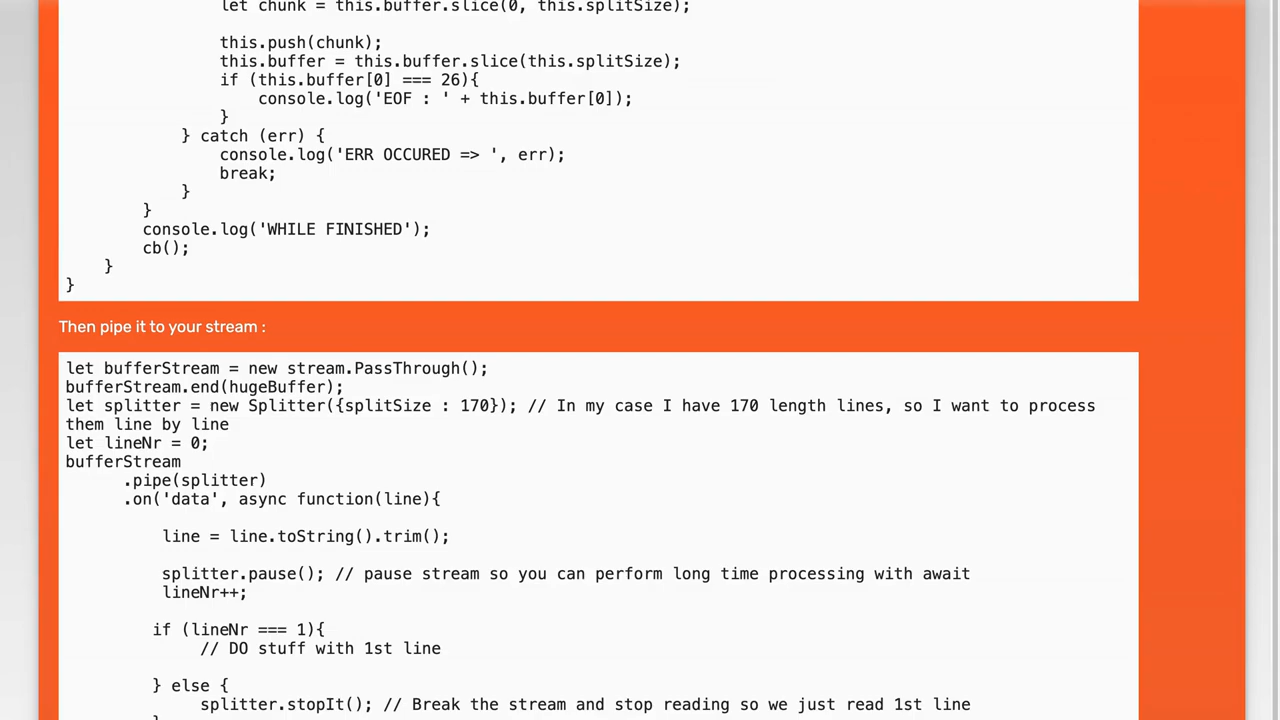 let chunk = this.buffer.slice(0, this.splitSize);
this.push(chunk);
this.buffer = this.buffer.slice(this.splitSize);
if (this.buffer[0] === 26){
console.log('EOF : ' + this.buffer[0]);
}
} catch (err) {
console.log('ERR OCCURED => ', err);
break;
}
}
console.log('WHILE FINISHED');
cb();
}
}
Then pipe it to your stream :
let bufferStream = new stream.PassThrough();
bufferStream.end(hugeBuffer);
let splitter = new Splitter({splitSize : 170}); // In my case I have 170 length lines, so I want to process
them line by line
let lineNr = 0;
bufferStream
.pipe(splitter)
.on('data', async function(line){
line = line.toString().trim();
splitter.pause(); // pause stream so you can perform long time processing with await
lineNr++;
if (lineNr === 1){
// DO stuff with 1st line
} else {
splitter.stopIt(); // Break the stream and stop reading so we just read 1st line
}